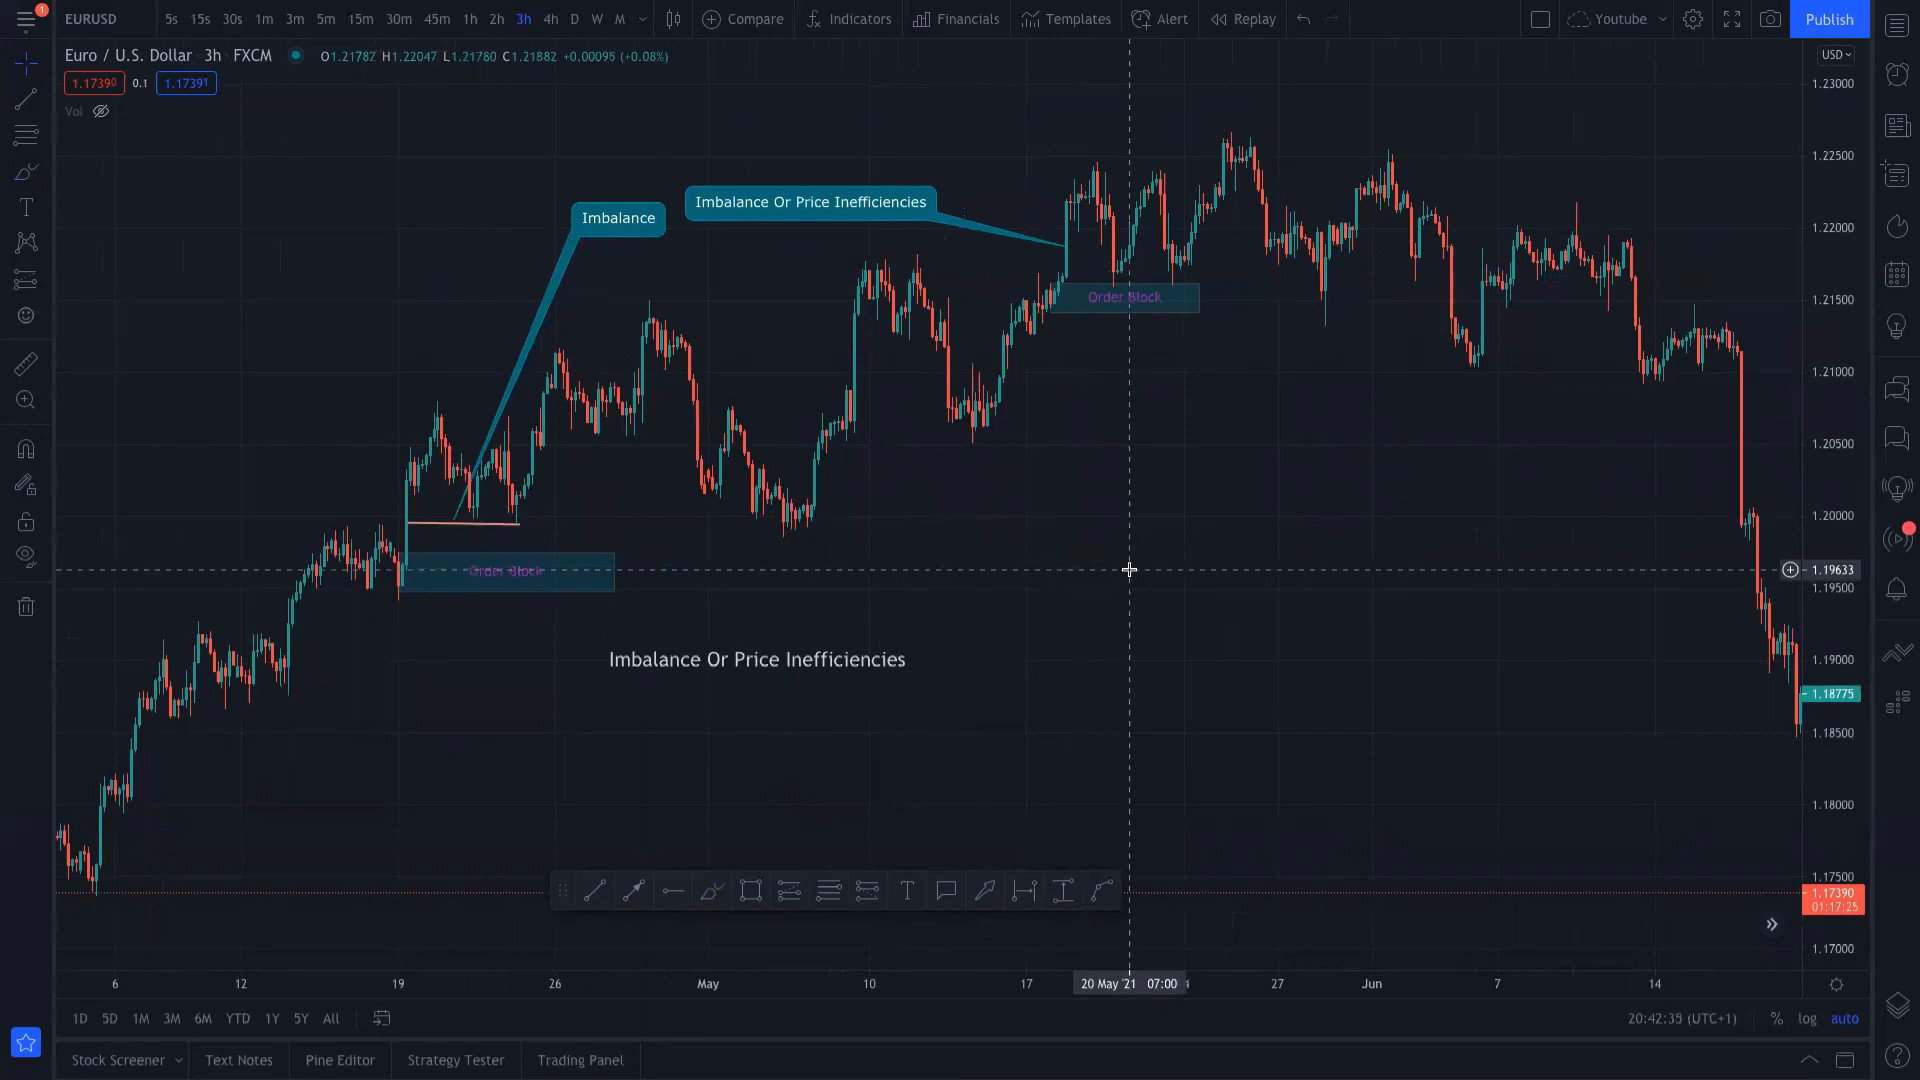 1
EURUSD 5s 15s 30s 1m 3m 5m 15m 30m 45m 1h 2h 3h 4h D W M Compare Indicators Financials Templates Alert Replay Youtube Publish
Euro / U.S. Dollar 3h FXCM O1.21787 H1.22047 L1.21780 C1.21882 +0.00095 (+0.08%)
USD
1.17390 0.1 1.17391
1.23000
Vol
1.22500
Imbalance Or Price Inefficiencies
Imbalance
1.22000
Order Block
1.21500
1.21000
1.20500
1.20000
Order Block
1.19633
1.19500
Imbalance Or Price Inefficiencies
1.19000
1.18775
1.18500
1.18000
1.17500
T
1.17390
01:17:25
1.17000
6 12 19 26 May 10 17 20 May '21 07:00 27 Jun 7 14
1D 5D 1M 3M 6M YTD 1Y 5Y All 20:42:35 (UTC+1) % log auto
Stock Screener Text Notes Pine Editor Strategy Tester Trading Panel